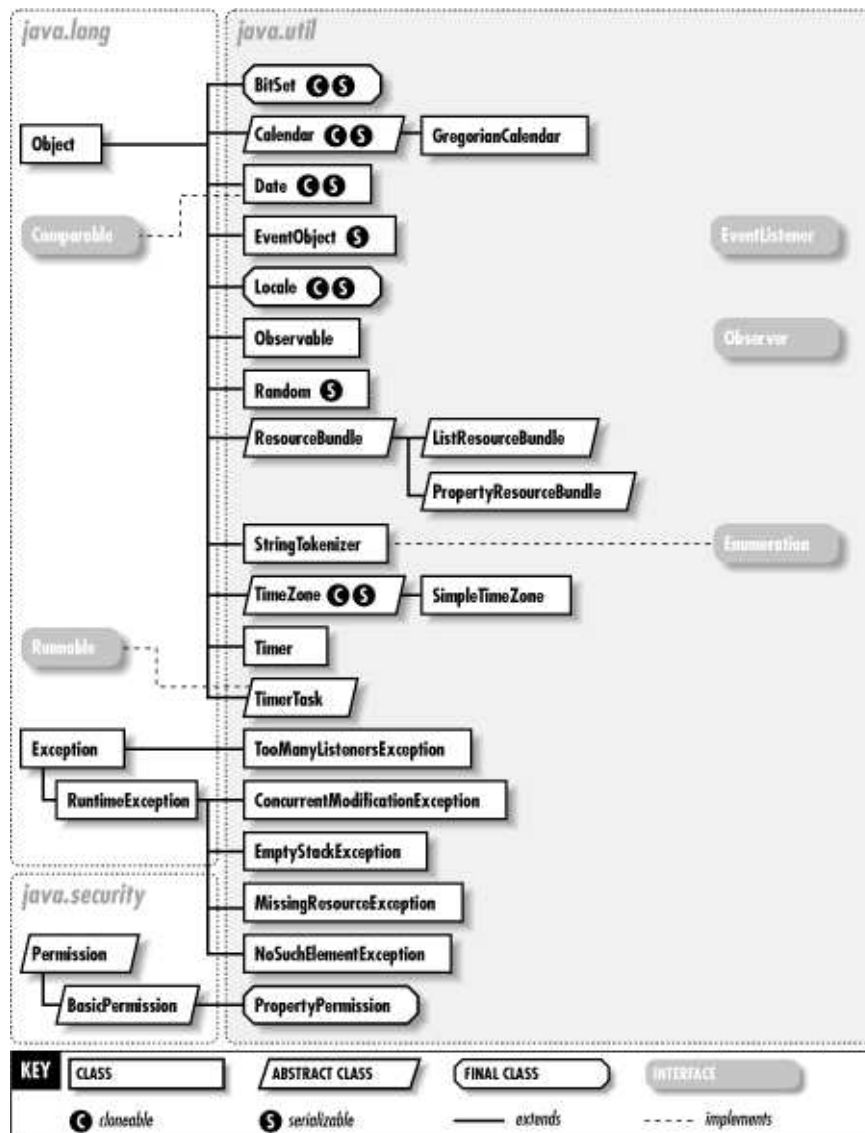 java.lang
java.util
BitSet C S
Object
Calendar C S
GregorianCalendar
Date C S
Comparable
EventObject S
EventListener
Locale C S
Observable
Observer
Random S
ResourceBundle
ListResourceBundle
PropertyResourceBundle
StringTokenizer
Enumeration
TimeZone C S
SimpleTimeZone
Runnable
Timer
TimerTask
Exception
TooManyListenersException
RuntimeException
ConcurrentModificationException
EmptyStackException
java.security
MissingResourceException
Permission
NoSuchElementException
BasicPermission
PropertyPermission
KEY
CLASS
ABSTRACT CLASS
FINAL CLASS
INTERFACE
C cloneable
S serializable
extends
implements